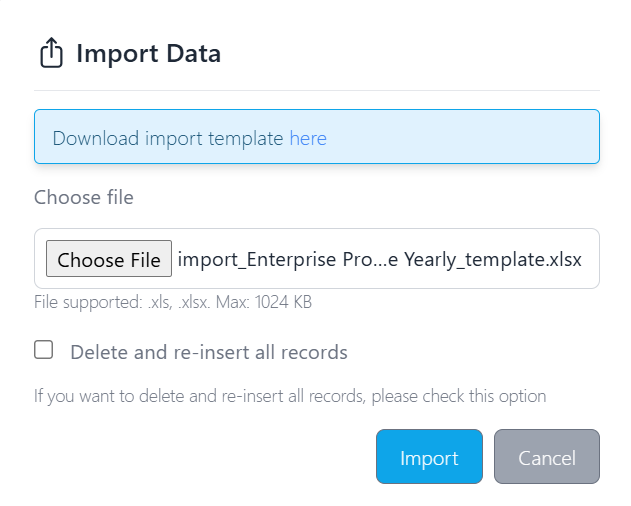 Import Data
Download import template here
Choose file
Choose File import_Enterprise Pro...e Yearly_template.xlsx
File supported: .xls, .xlsx. Max: 1024 KB
Delete and re-insert all records
If you want to delete and re-insert all records, please check this option
Import Cancel